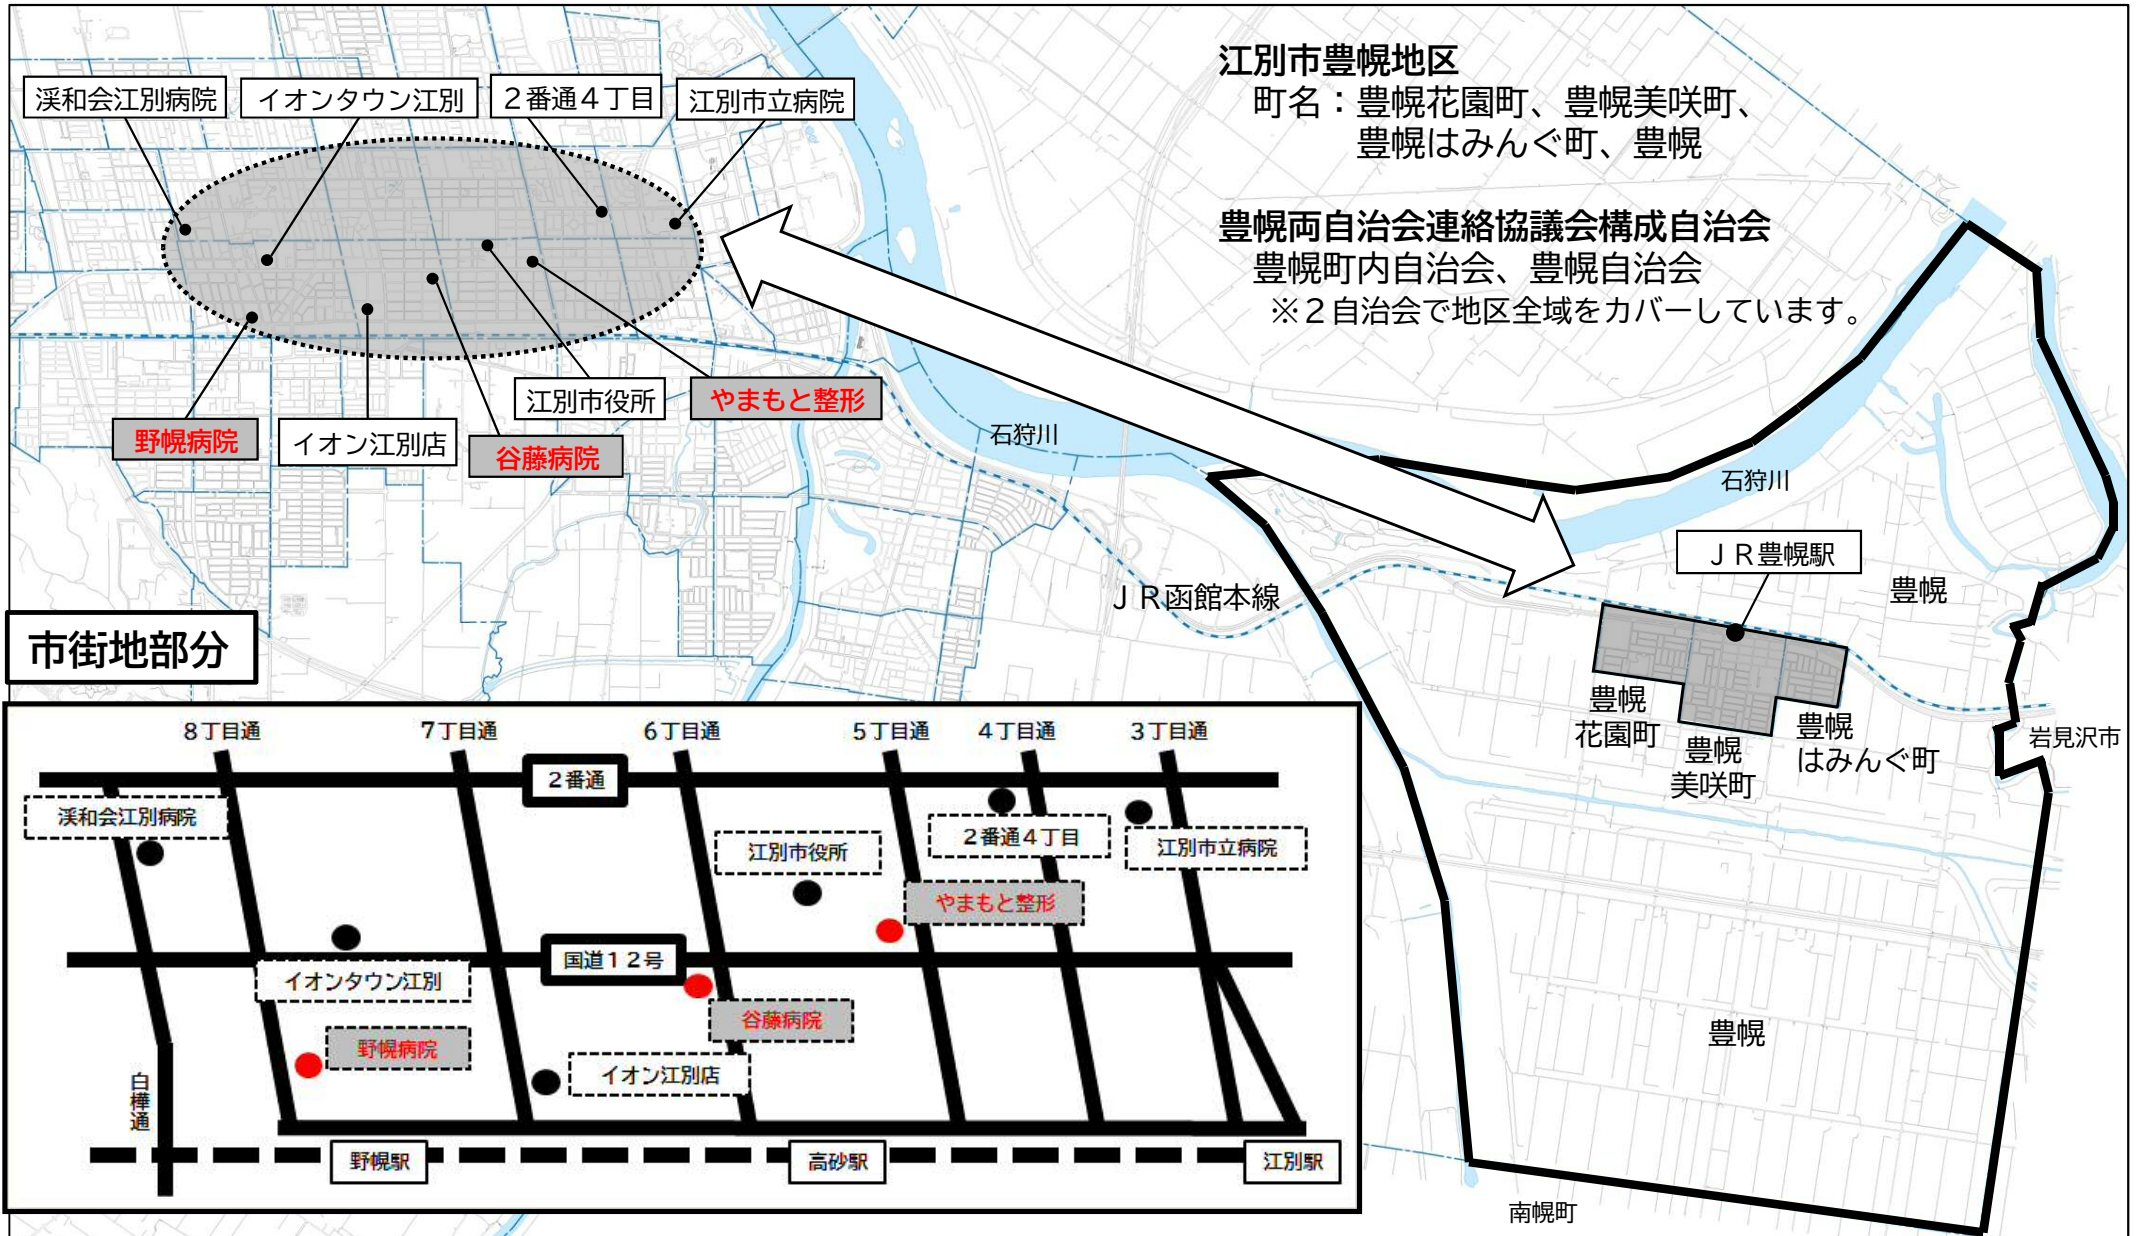 江別市豊幌地区
町名：豊幌花園町、豊幌美咲町、
豊幌はみんぐ町、豊幌
豊幌両自治会連絡協議会構成自治会
豊幌町内自治会、豊幌自治会
※２自治会で地区全域をカバーしています。
渓和会江別病院
イオンタウン江別
２番通４丁目
江別市立病院
江別市役所
やまもと整形
野幌病院
イオン江別店
谷藤病院
石狩川
石狩川
ＪＲ豊幌駅
ＪＲ函館本線
豊幌
豊幌
花園町
豊幌
美咲町
豊幌
はみんぐ町
岩見沢市
豊幌
南幌町
市街地部分
８丁目通
７丁目通
６丁目通
５丁目通
４丁目通
３丁目通
２番通
渓和会江別病院
江別市役所
２番通４丁目
江別市立病院
やまもと整形
国道１２号
イオンタウン江別
谷藤病院
野幌病院
イオン江別店
白樺通
野幌駅
高砂駅
江別駅